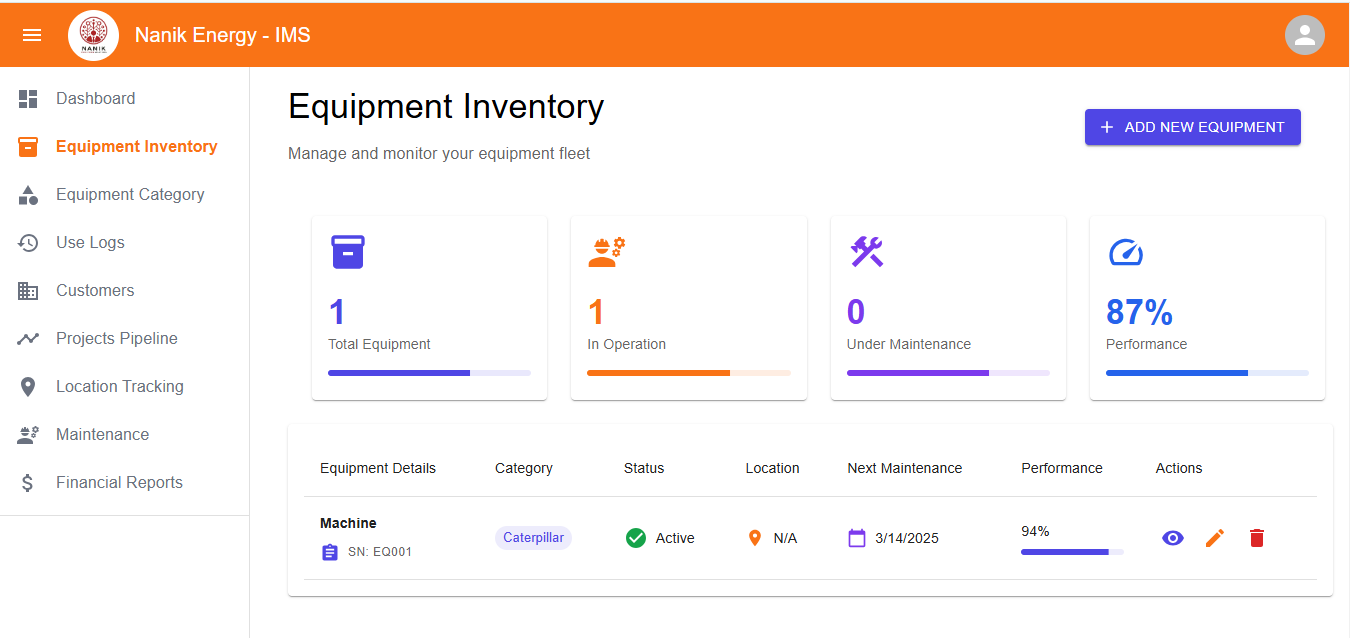 NANIK
Nanik Energy - IMS
Dashboard
Equipment Inventory
Equipment Category
Use Logs
Customers
Projects Pipeline
Location Tracking
Maintenance
Financial Reports
Equipment Inventory
Manage and monitor your equipment fleet
+ ADD NEW EQUIPMENT
1
Total Equipment
1
In Operation
0
Under Maintenance
87%
Performance
Equipment Details Category Status Location Next Maintenance Performance Actions
Machine
SN: EQ001
Caterpillar
Active
N/A
3/14/2025
94%